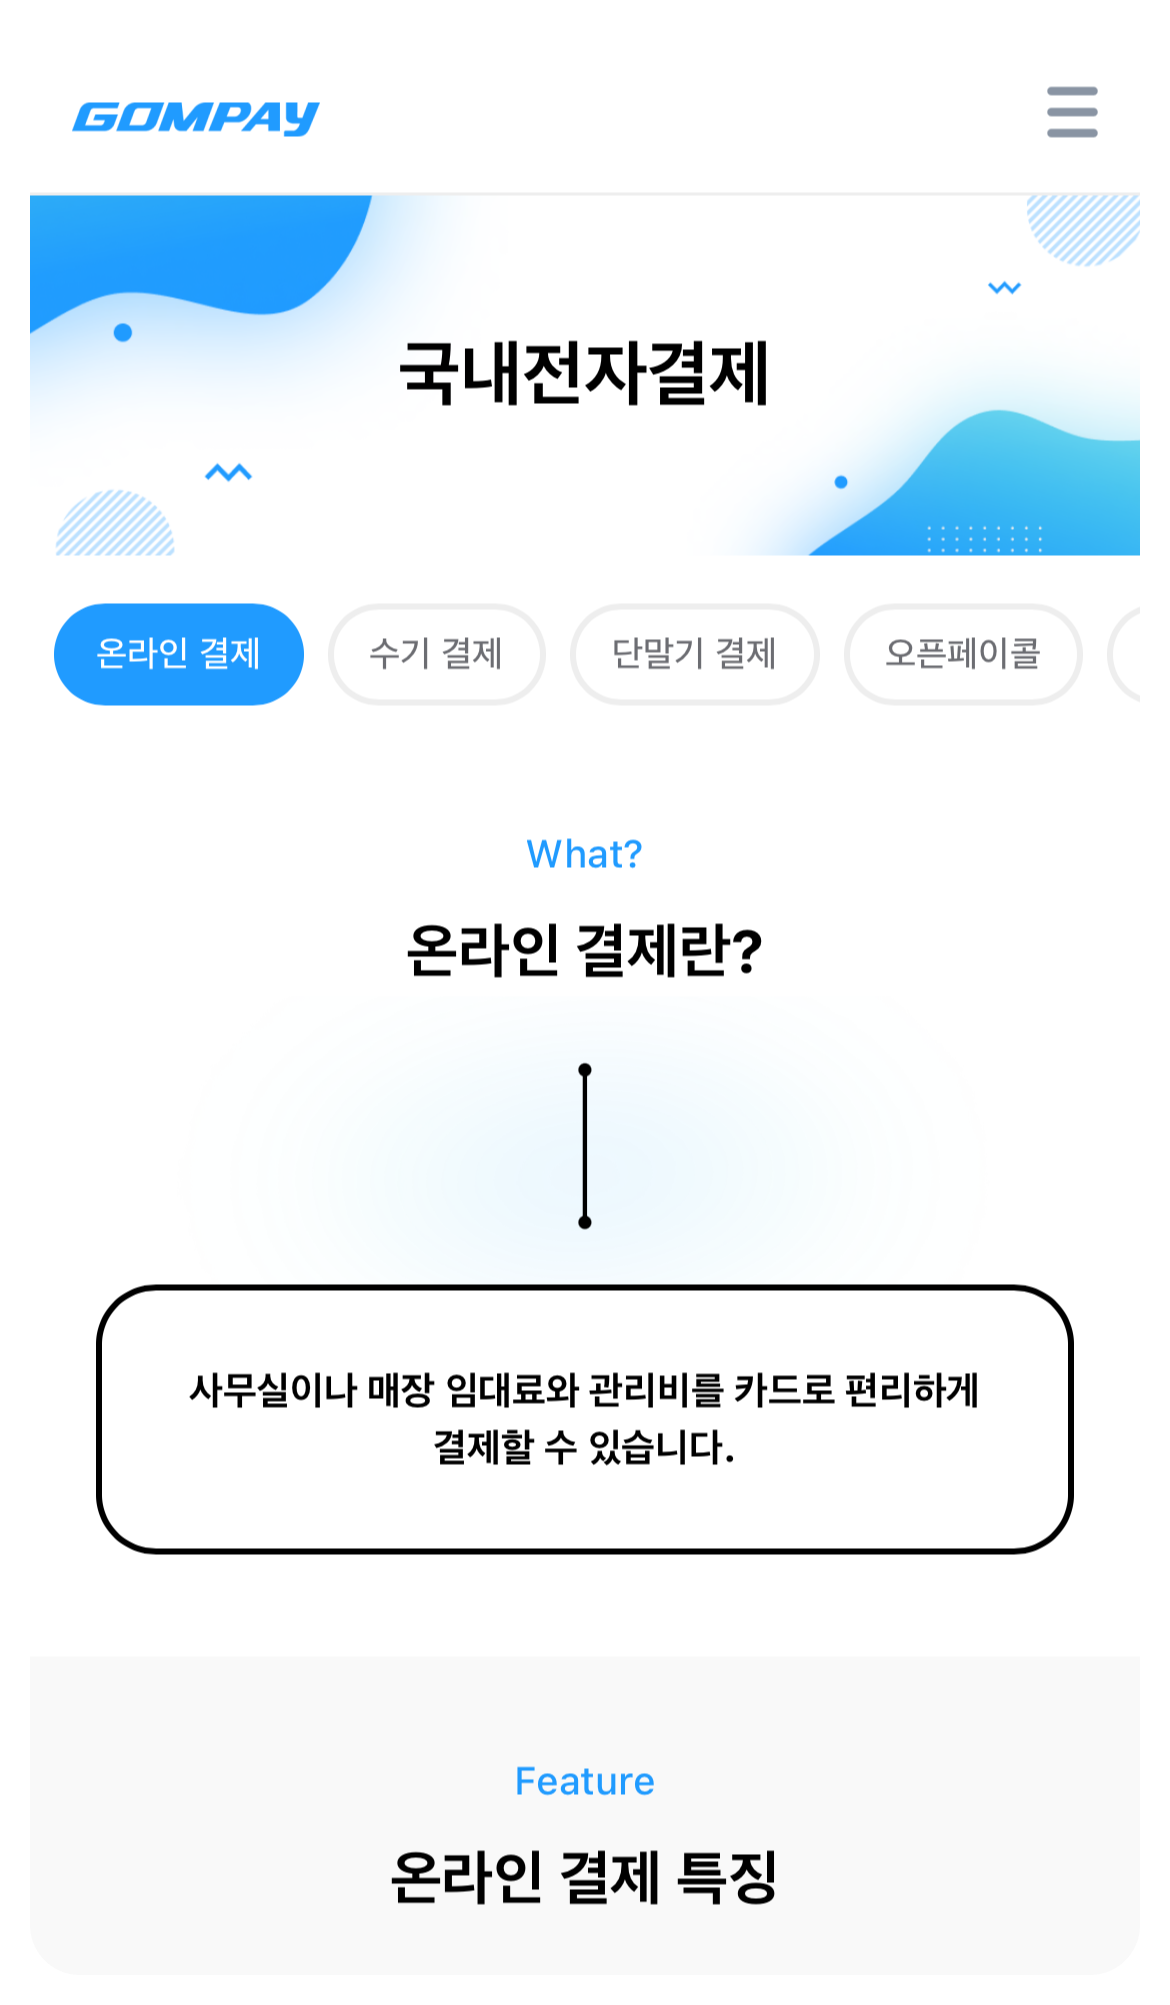 GOMPAY
국내전자결제
온라인 결제
수기 결제
단말기 결제
오픈페이콜
What?
온라인 결제란?
사무실이나 매장 임대료와 관리비를 카드로 편리하게
결제할 수 있습니다.
Feature
온라인 결제 특징